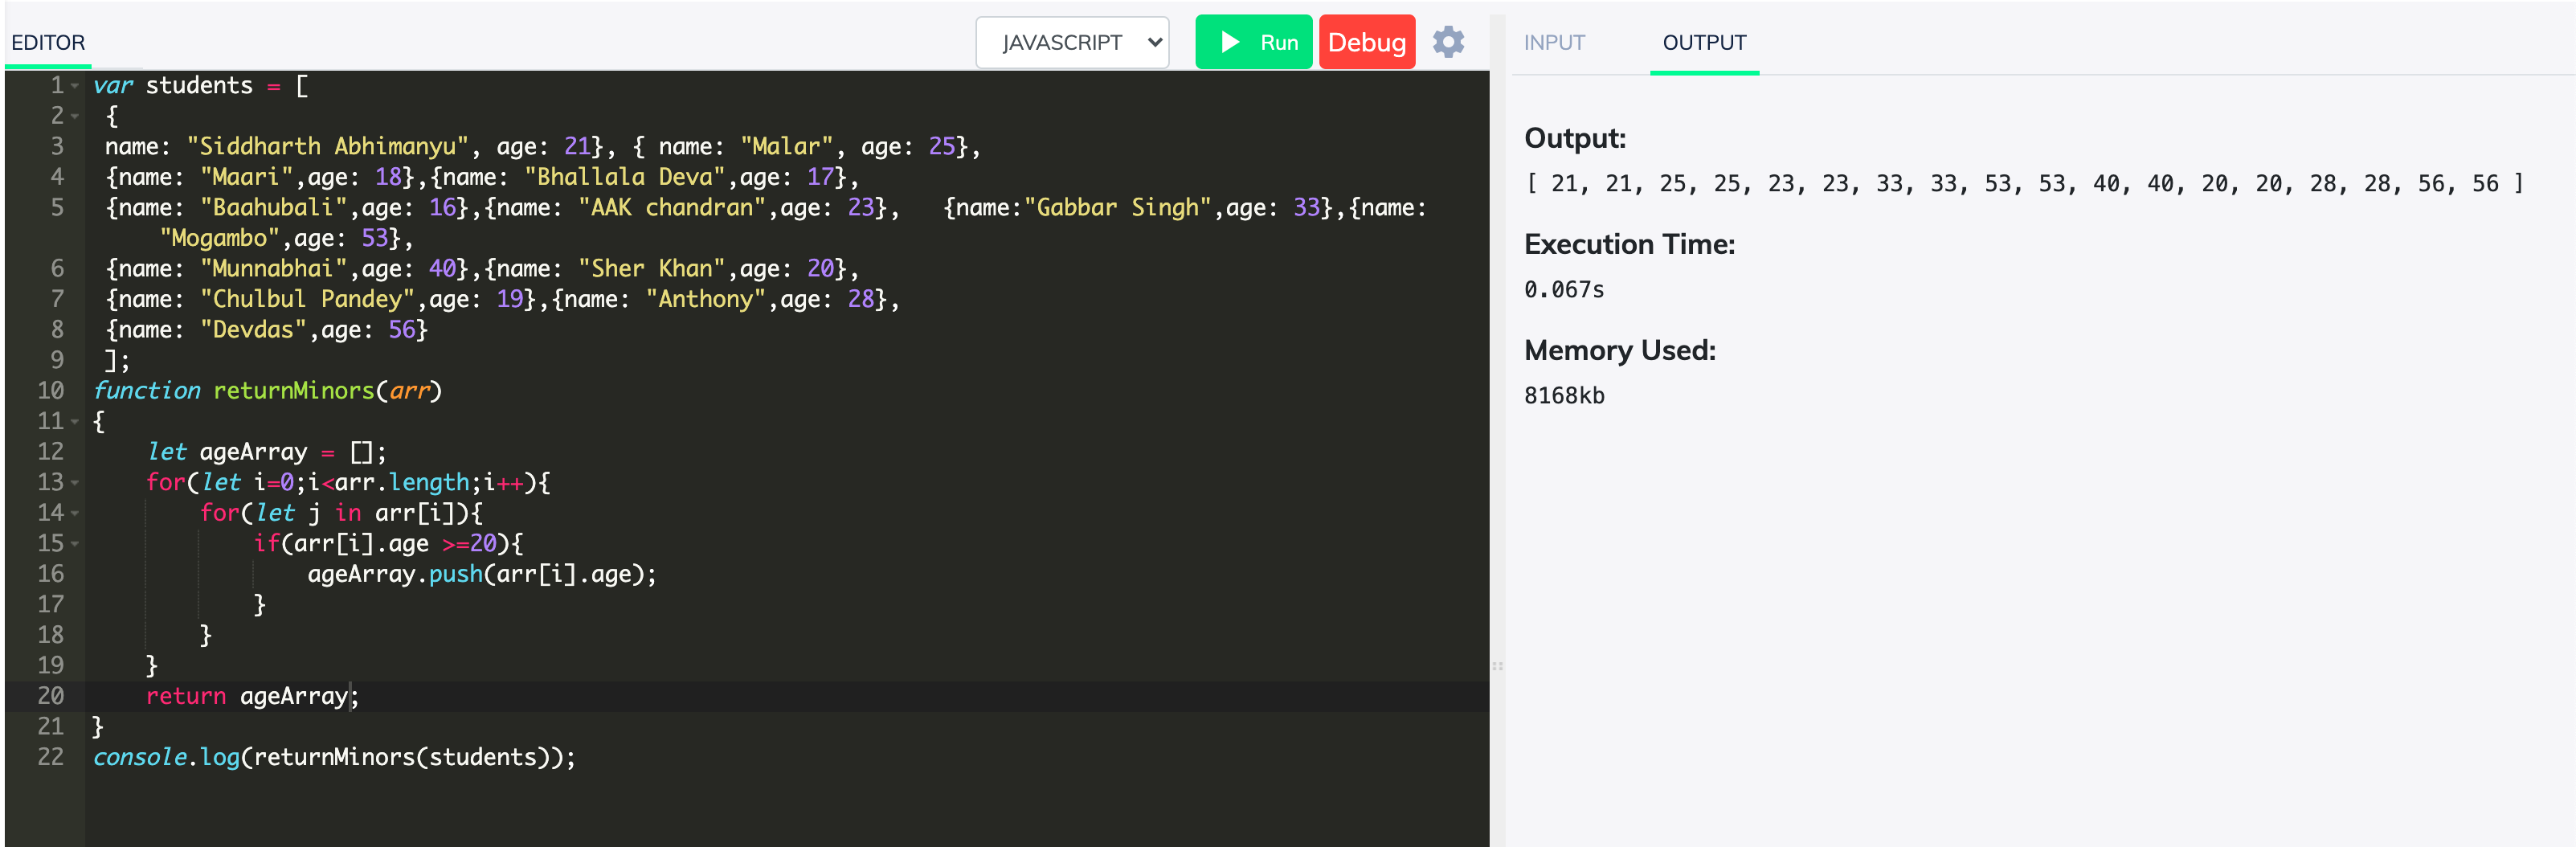 EDITOR
JAVASCRIPT
Run
Debug
INPUT
OUTPUT
1 var students = [
2 {
3 name: "Siddharth Abhimanyu", age: 21}, { name: "Malar", age: 25},
4 {name: "Maari",age: 18},{name: "Bhallala Deva",age: 17},
5 {name: "Baahubali",age: 16},{name: "AAK chandran",age: 23},   {name:"Gabbar Singh",age: 33},{name:
"Mogambo",age: 53},
6 {name: "Munnabhai",age: 40},{name: "Sher Khan",age: 20},
7 {name: "Chulbul Pandey",age: 19},{name: "Anthony",age: 28},
8 {name: "Devdas",age: 56}
9 ];
10 function returnMinors(arr)
11 {
12 let ageArray = [];
13 for(let i=0;i<arr.length;i++){
14 for(let j in arr[i]){
15 if(arr[i].age >=20){
16 ageArray.push(arr[i].age);
17 }
18 }
19 }
20 return ageArray;
21 }
22 console.log(returnMinors(students));
Output:
[ 21, 21, 25, 25, 23, 23, 33, 33, 53, 53, 40, 40, 20, 20, 28, 28, 56, 56 ]
Execution Time:
0.067s
Memory Used:
8168kb